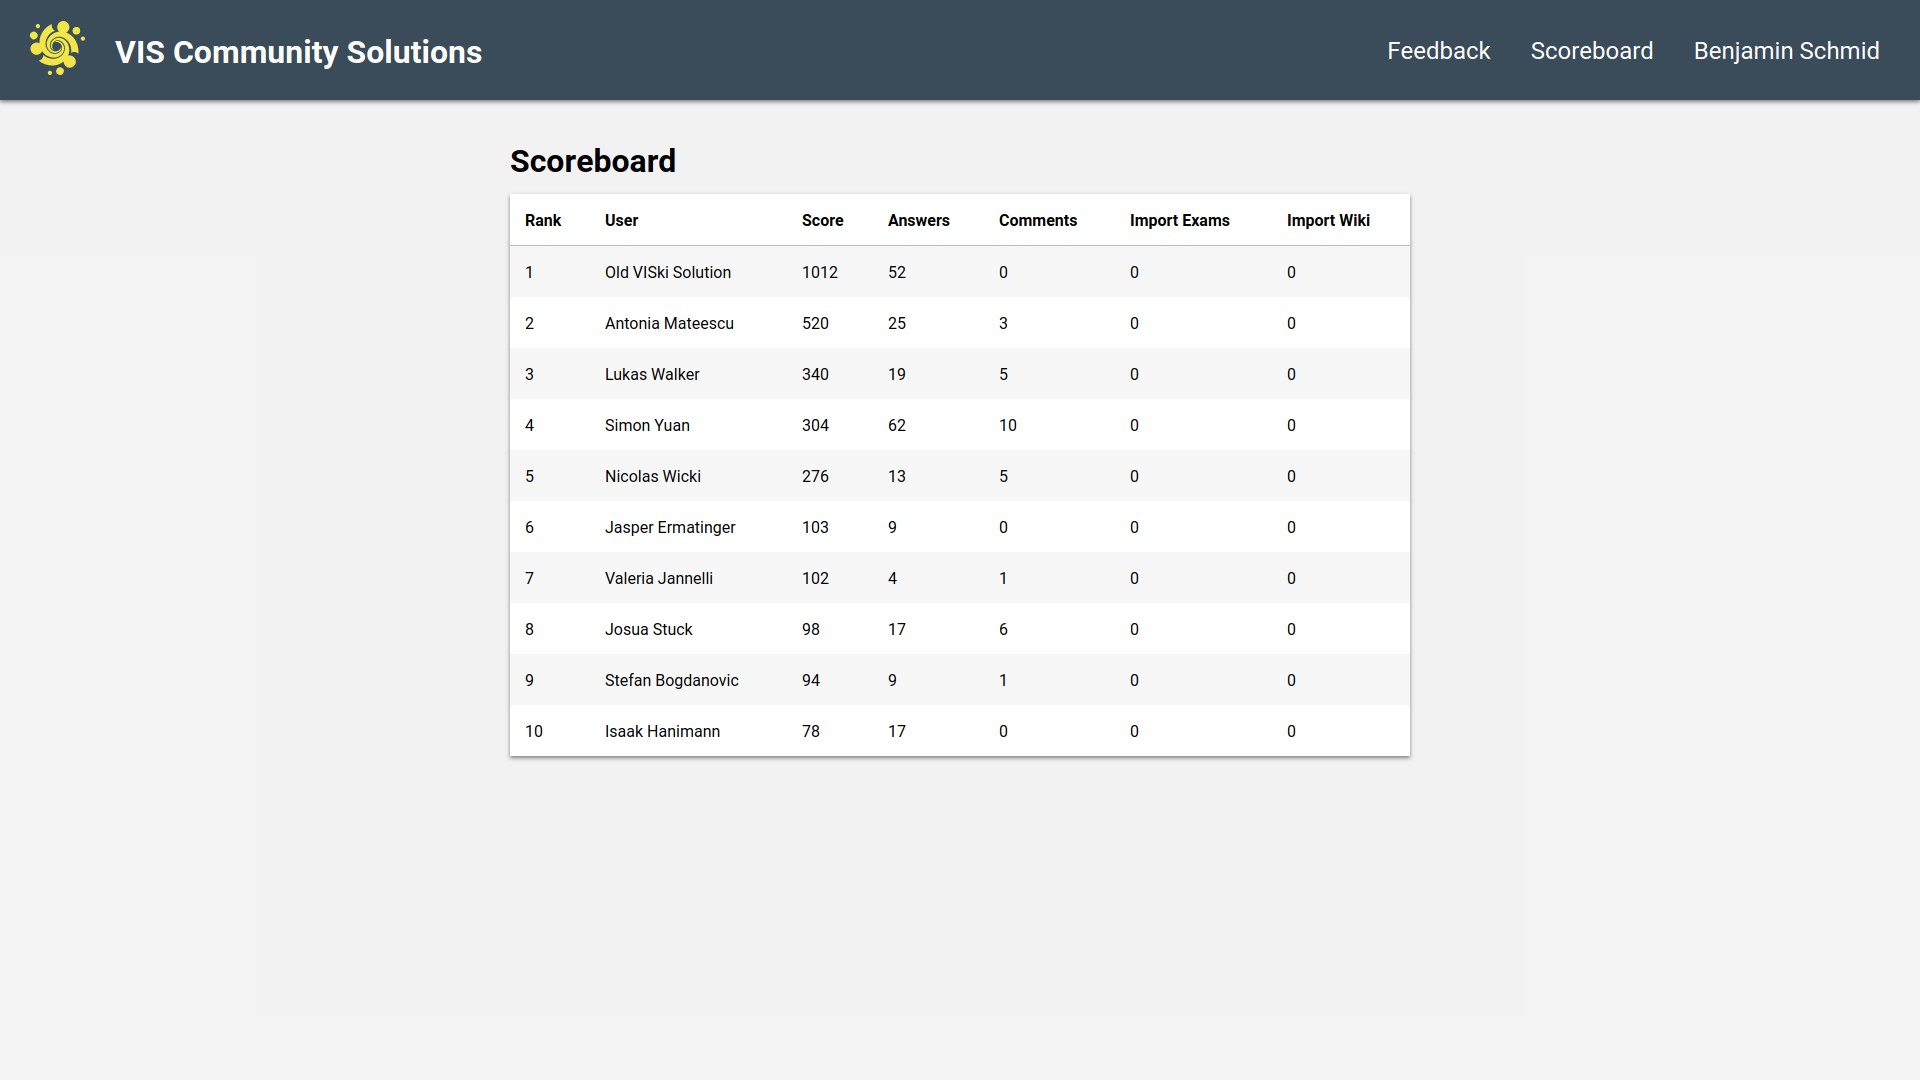 VIS Community Solutions
Feedback Scoreboard Benjamin Schmid
Scoreboard
Rank User Score Answers Comments Import Exams Import Wiki
1 Old VISki Solution 1012 52 0 0 0
2 Antonia Mateescu 520 25 3 0 0
3 Lukas Walker 340 19 5 0 0
4 Simon Yuan 304 62 10 0 0
5 Nicolas Wicki 276 13 5 0 0
6 Jasper Ermatinger 103 9 0 0 0
7 Valeria Jannelli 102 4 1 0 0
8 Josua Stuck 98 17 6 0 0
9 Stefan Bogdanovic 94 9 1 0 0
10 Isaak Hanimann 78 17 0 0 0